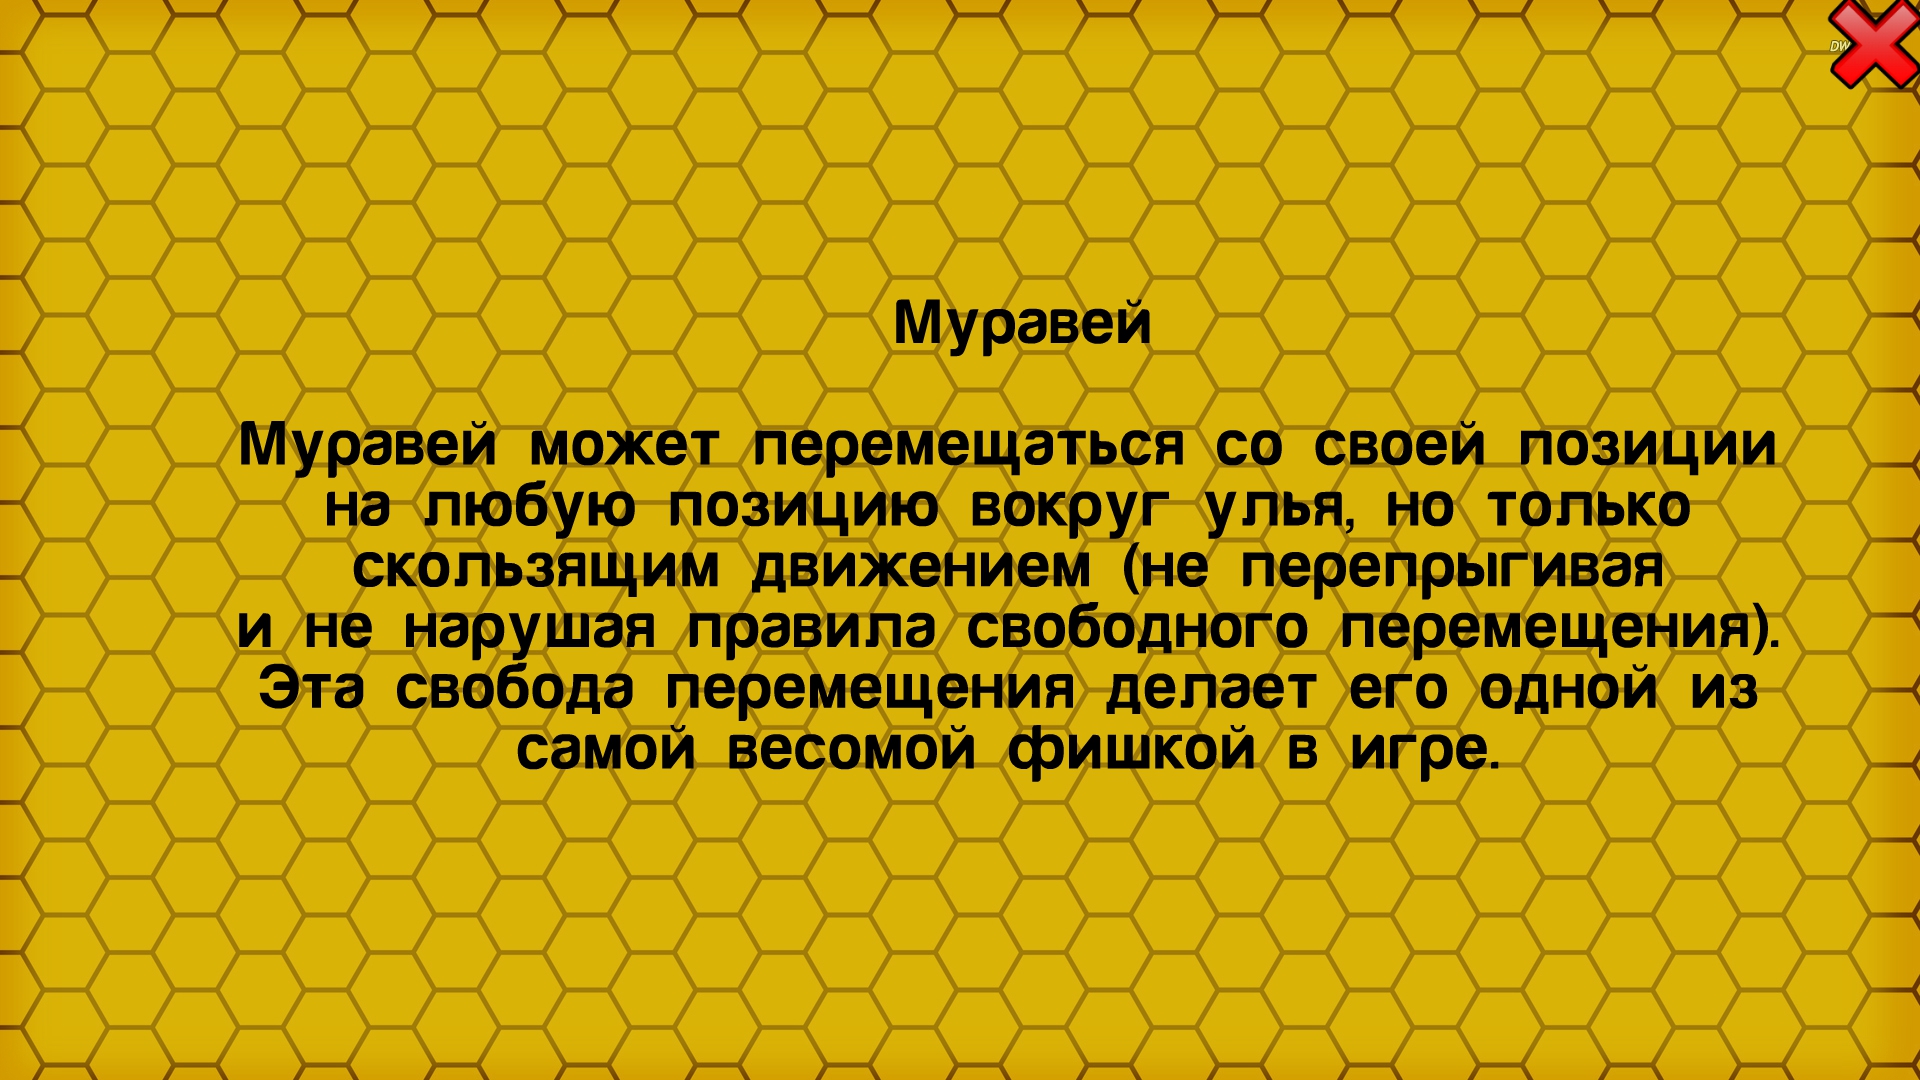 DW
Муравей
Муравей может перемещаться со своей позиции
на любую позицию вокруг улья, но только
скользящим движением (не перепрыгивая
и не нарушая правила свободного перемещения).
Эта свобода перемещения делает его одной из
самой весомой фишкой в игре.